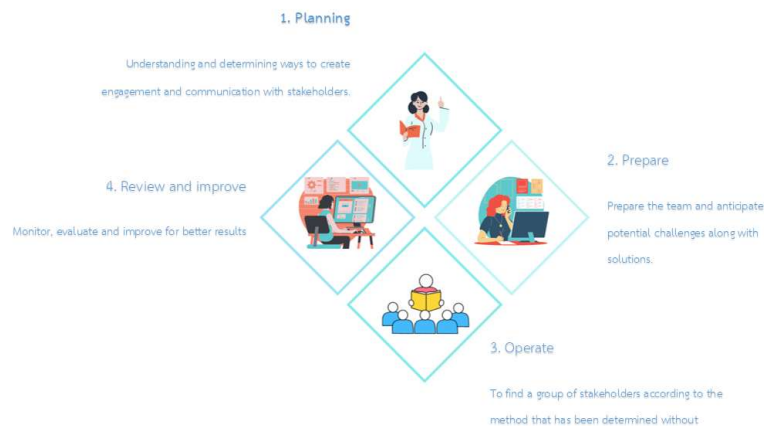 1. Planning
Understanding and determining ways to create
engagement and communication with stakeholders.
2. Prepare
Prepare the team and anticipate
potential challenges along with
solutions.
4. Review and improve
Monitor, evaluate and improve for better results
3. Operate
To find a group of stakeholders according to the
method that has been determined without